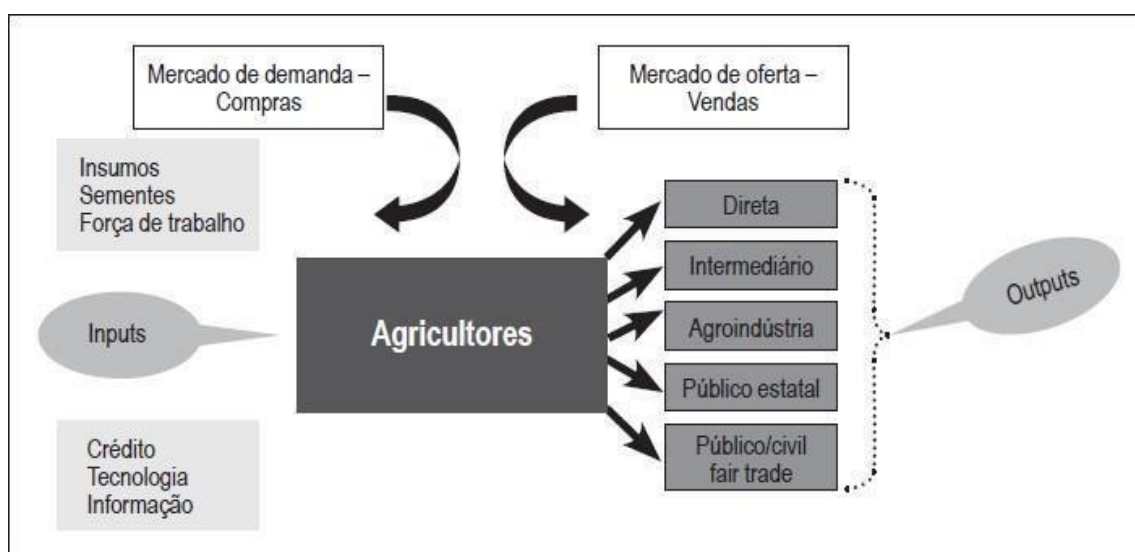 Mercado de demanda –
Compras
Mercado de oferta –
Vendas
Insumos
Sementes
Força de trabalho
Inputs
Crédito
Tecnologia
Informação
Agricultores
Direta
Intermediário
Agroindústria
Público estatal
Público/civil
fair trade
Outputs